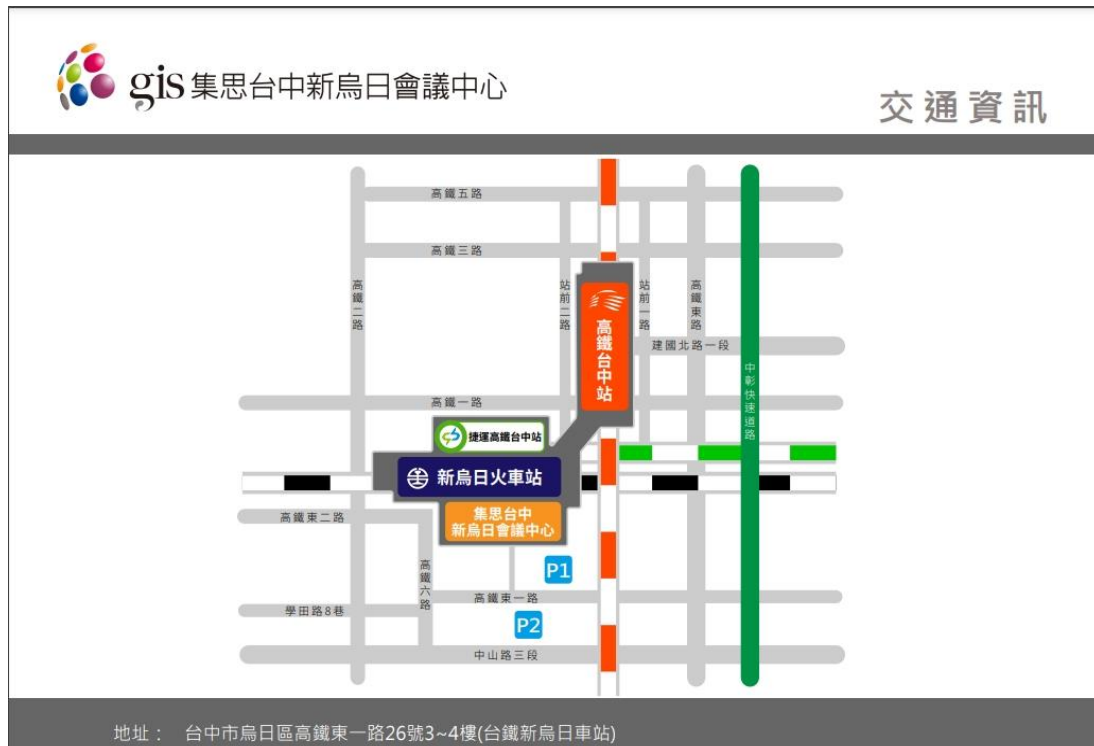 gis 集思台中新烏日會議中心
交通資訊
高鐵五路
高鐵三路
高鐵二路
站前二路
站前一路
高鐵東路
高鐵台中站
建國北路一段
中彰快速道路
高鐵一路
捷運高鐵台中站
新烏日火車站
集思台中
新烏日會議中心
高鐵東二路
高鐵六路
P1
高鐵東一路
學田路8巷
P2
中山路三段
地址： 台中市烏日區高鐵東一路26號3~4樓(台鐵新烏日車站)